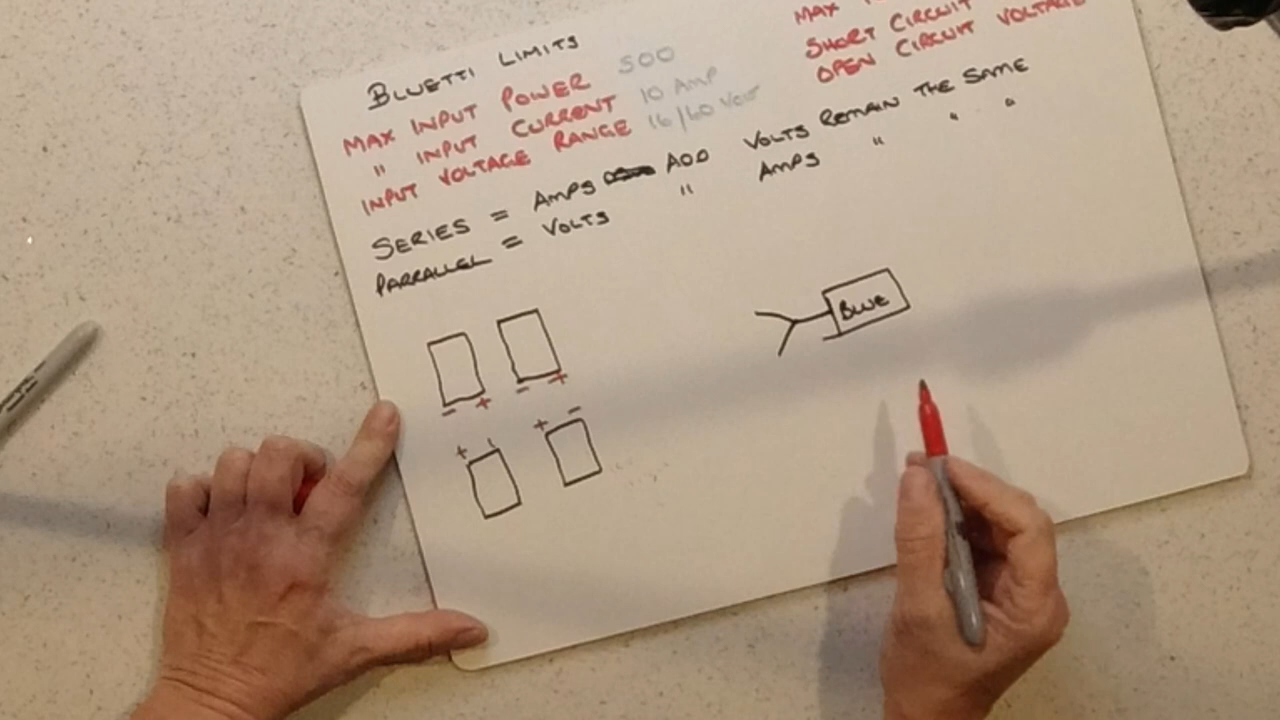 BLUETTI LIMITS
MAX INPUT POWER 500
" INPUT CURRENT 10 AMP
INPUT VOLTAGE RANGE 16/60 VOLT
MAX
SHORT CIRCUIT
OPEN CIRCUIT VOLTAGE
SERIES = AMPS ADD VOLTS REMAIN THE SAME
PARRALLEL = VOLTS " AMPS " " "
BLUE
- + - +
+ - + -